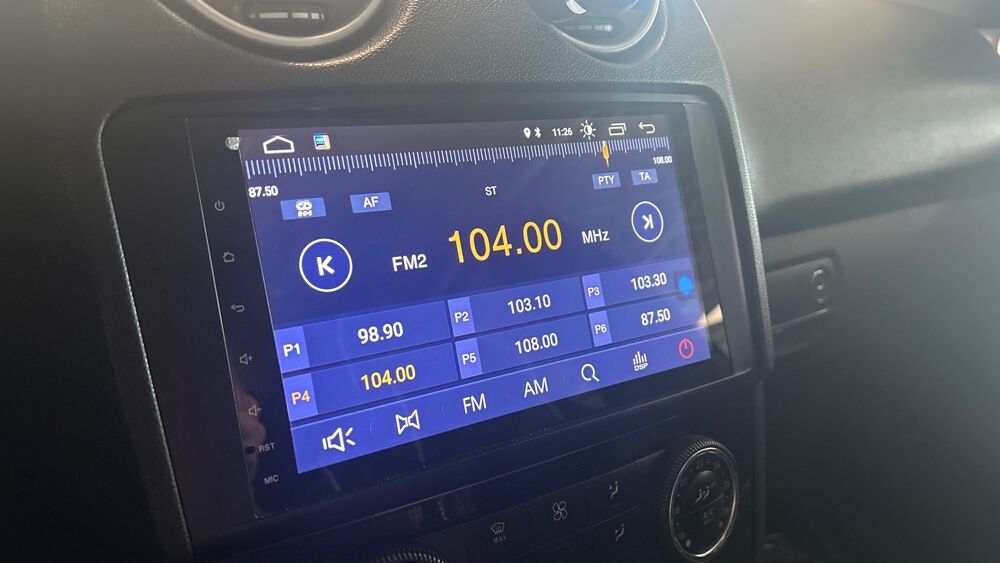 11:26
87.50
108.00
RDS
AF
ST
PTY
TA
FM2
104.00
MHz
P1
98.90
P2
103.10
P3
103.30
P4
104.00
P5
108.00
P6
87.50
FM
AM
DSP
RST
MIC
MAX